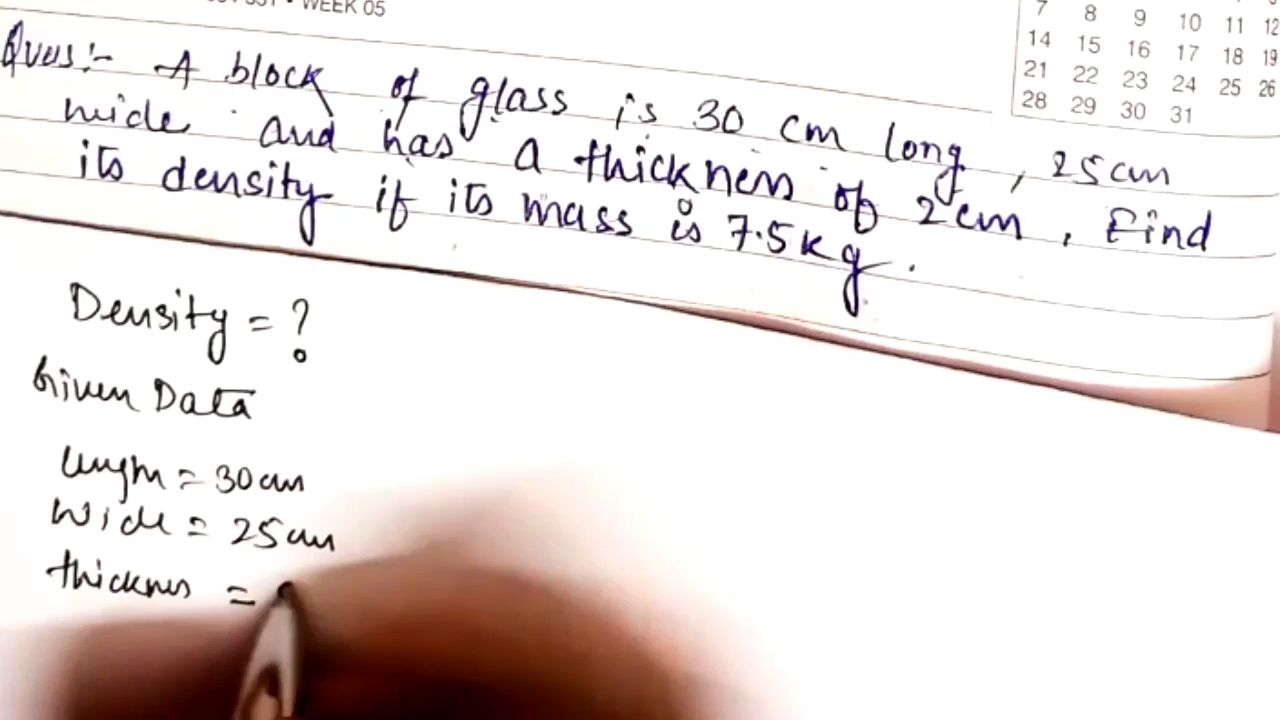 WEEK 05
7 8 9 10 11 12
14 15 16 17 18 19
21 22 23 24 25 26
28 29 30 31
Ques:- A block of glass is 30 cm long, 25cm
wide and has a thickness of 2cm. Find
its density if its mass is 7.5kg.
Density = ?
Given Data
length = 30cm
Wide = 25cm
thicknes =